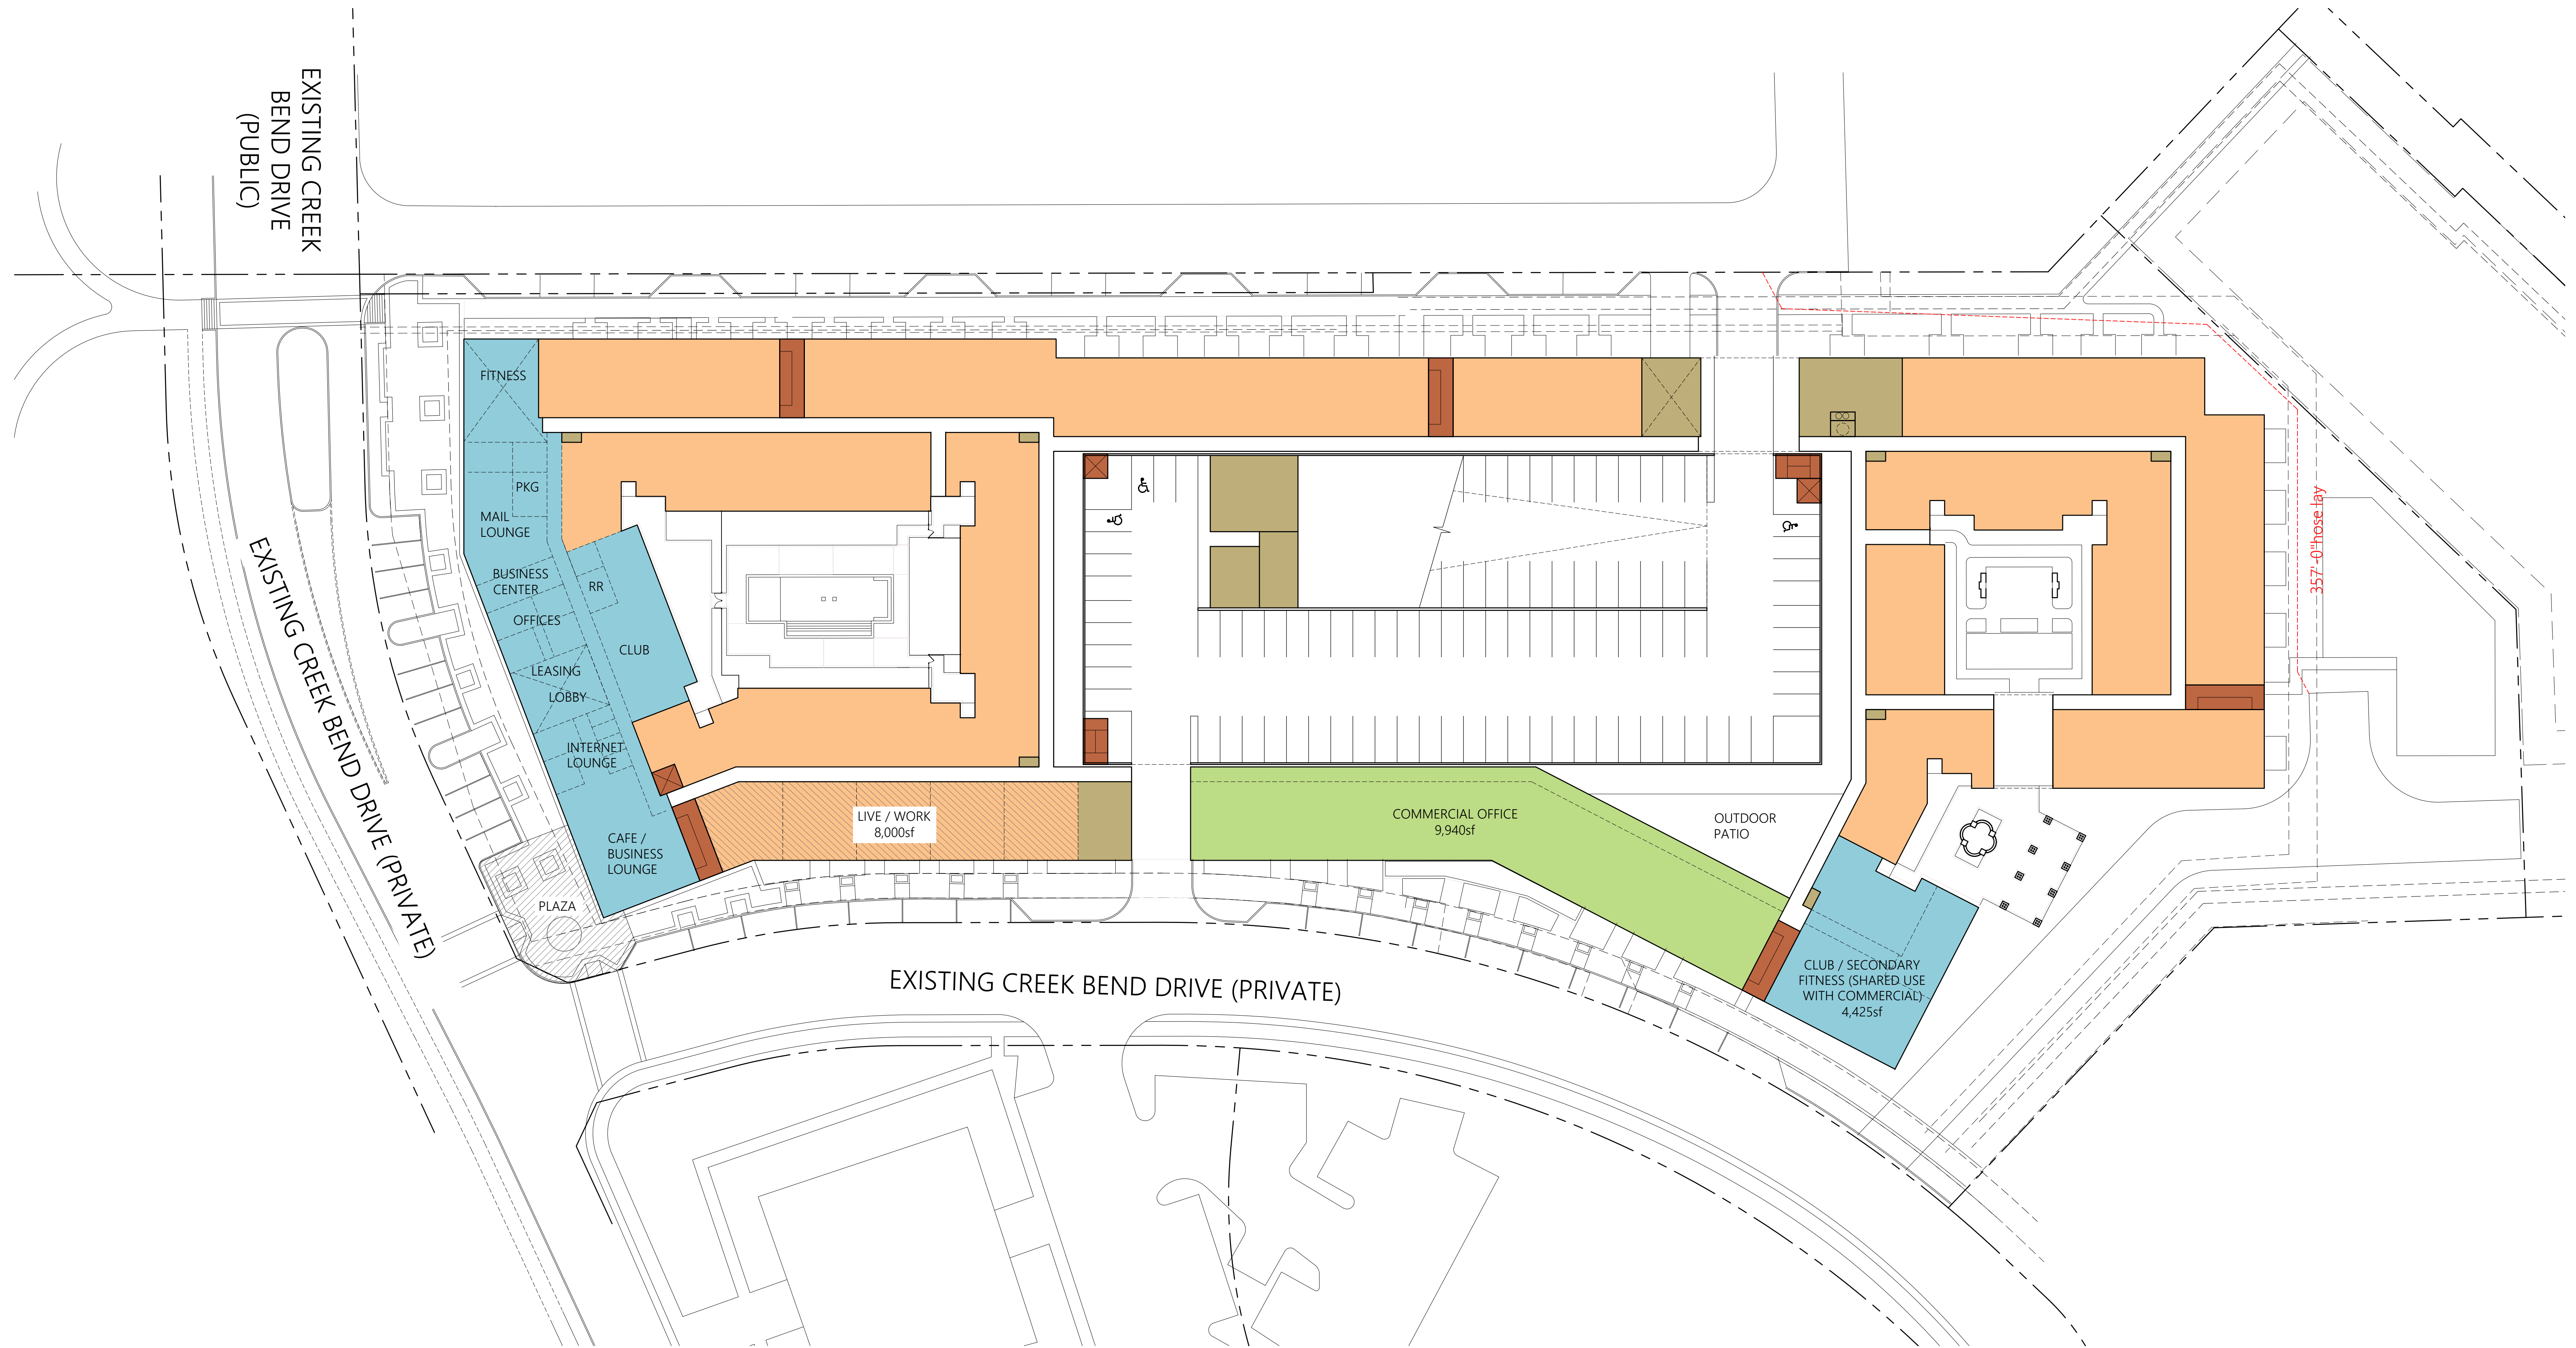 EXISTING CREEK
BEND DRIVE
(PUBLIC)
FITNESS
PKG
MAIL
LOUNGE
BUSINESS
CENTER
RR
OFFICES
CLUB
LEASING
LOBBY
INTERNET
LOUNGE
CAFE /
BUSINESS
LOUNGE
PLAZA
EXISTING CREEK BEND DRIVE (PRIVATE)
LIVE / WORK
8,000sf
COMMERCIAL OFFICE
9,940sf
OUTDOOR
PATIO
357'-0"hose lay
CLUB / SECONDARY
FITNESS (SHARED USE
WITH COMMERCIAL)
4,425sf
EXISTING CREEK BEND DRIVE (PRIVATE)